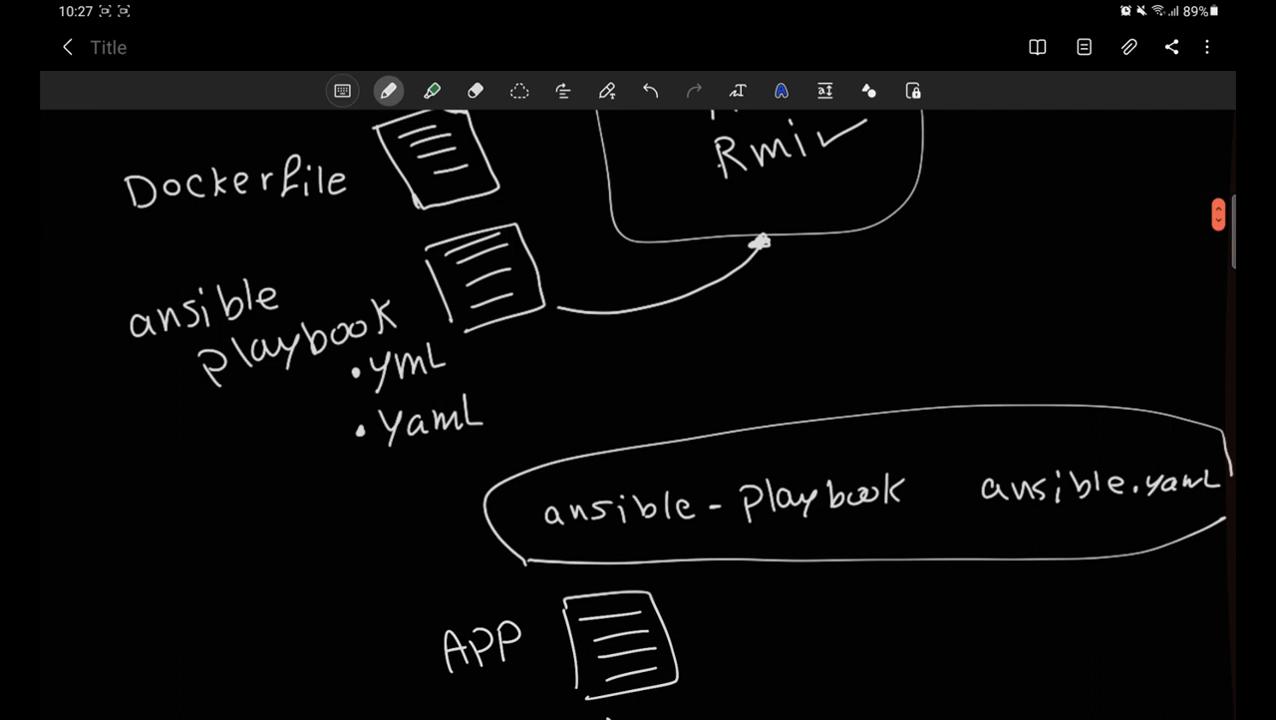 10:27
89%
Title
Rmi
Dockerfile
ansible
playbook
.yml
.yaml
ansible-playbook ansible.yaml
APP